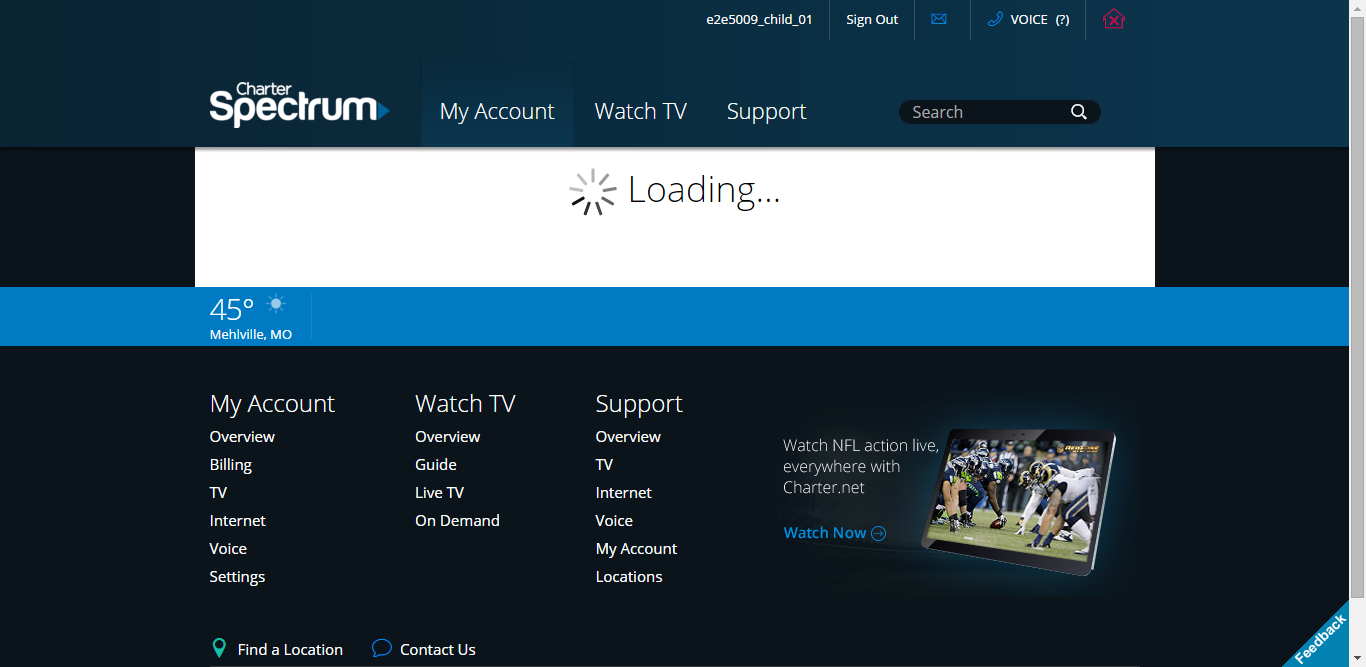 e2e5009_child_01
Sign Out
VOICE (?)
Charter
Spectrum
My Account
Watch TV
Support
Search
Loading...
45°
Mehlville, MO
My Account
Overview
Billing
TV
Internet
Voice
Settings
Watch TV
Overview
Guide
Live TV
On Demand
Support
Overview
TV
Internet
Voice
My Account
Locations
Watch NFL action live,
everywhere with
Charter.net
Watch Now
Find a Location
Contact Us
Feedback